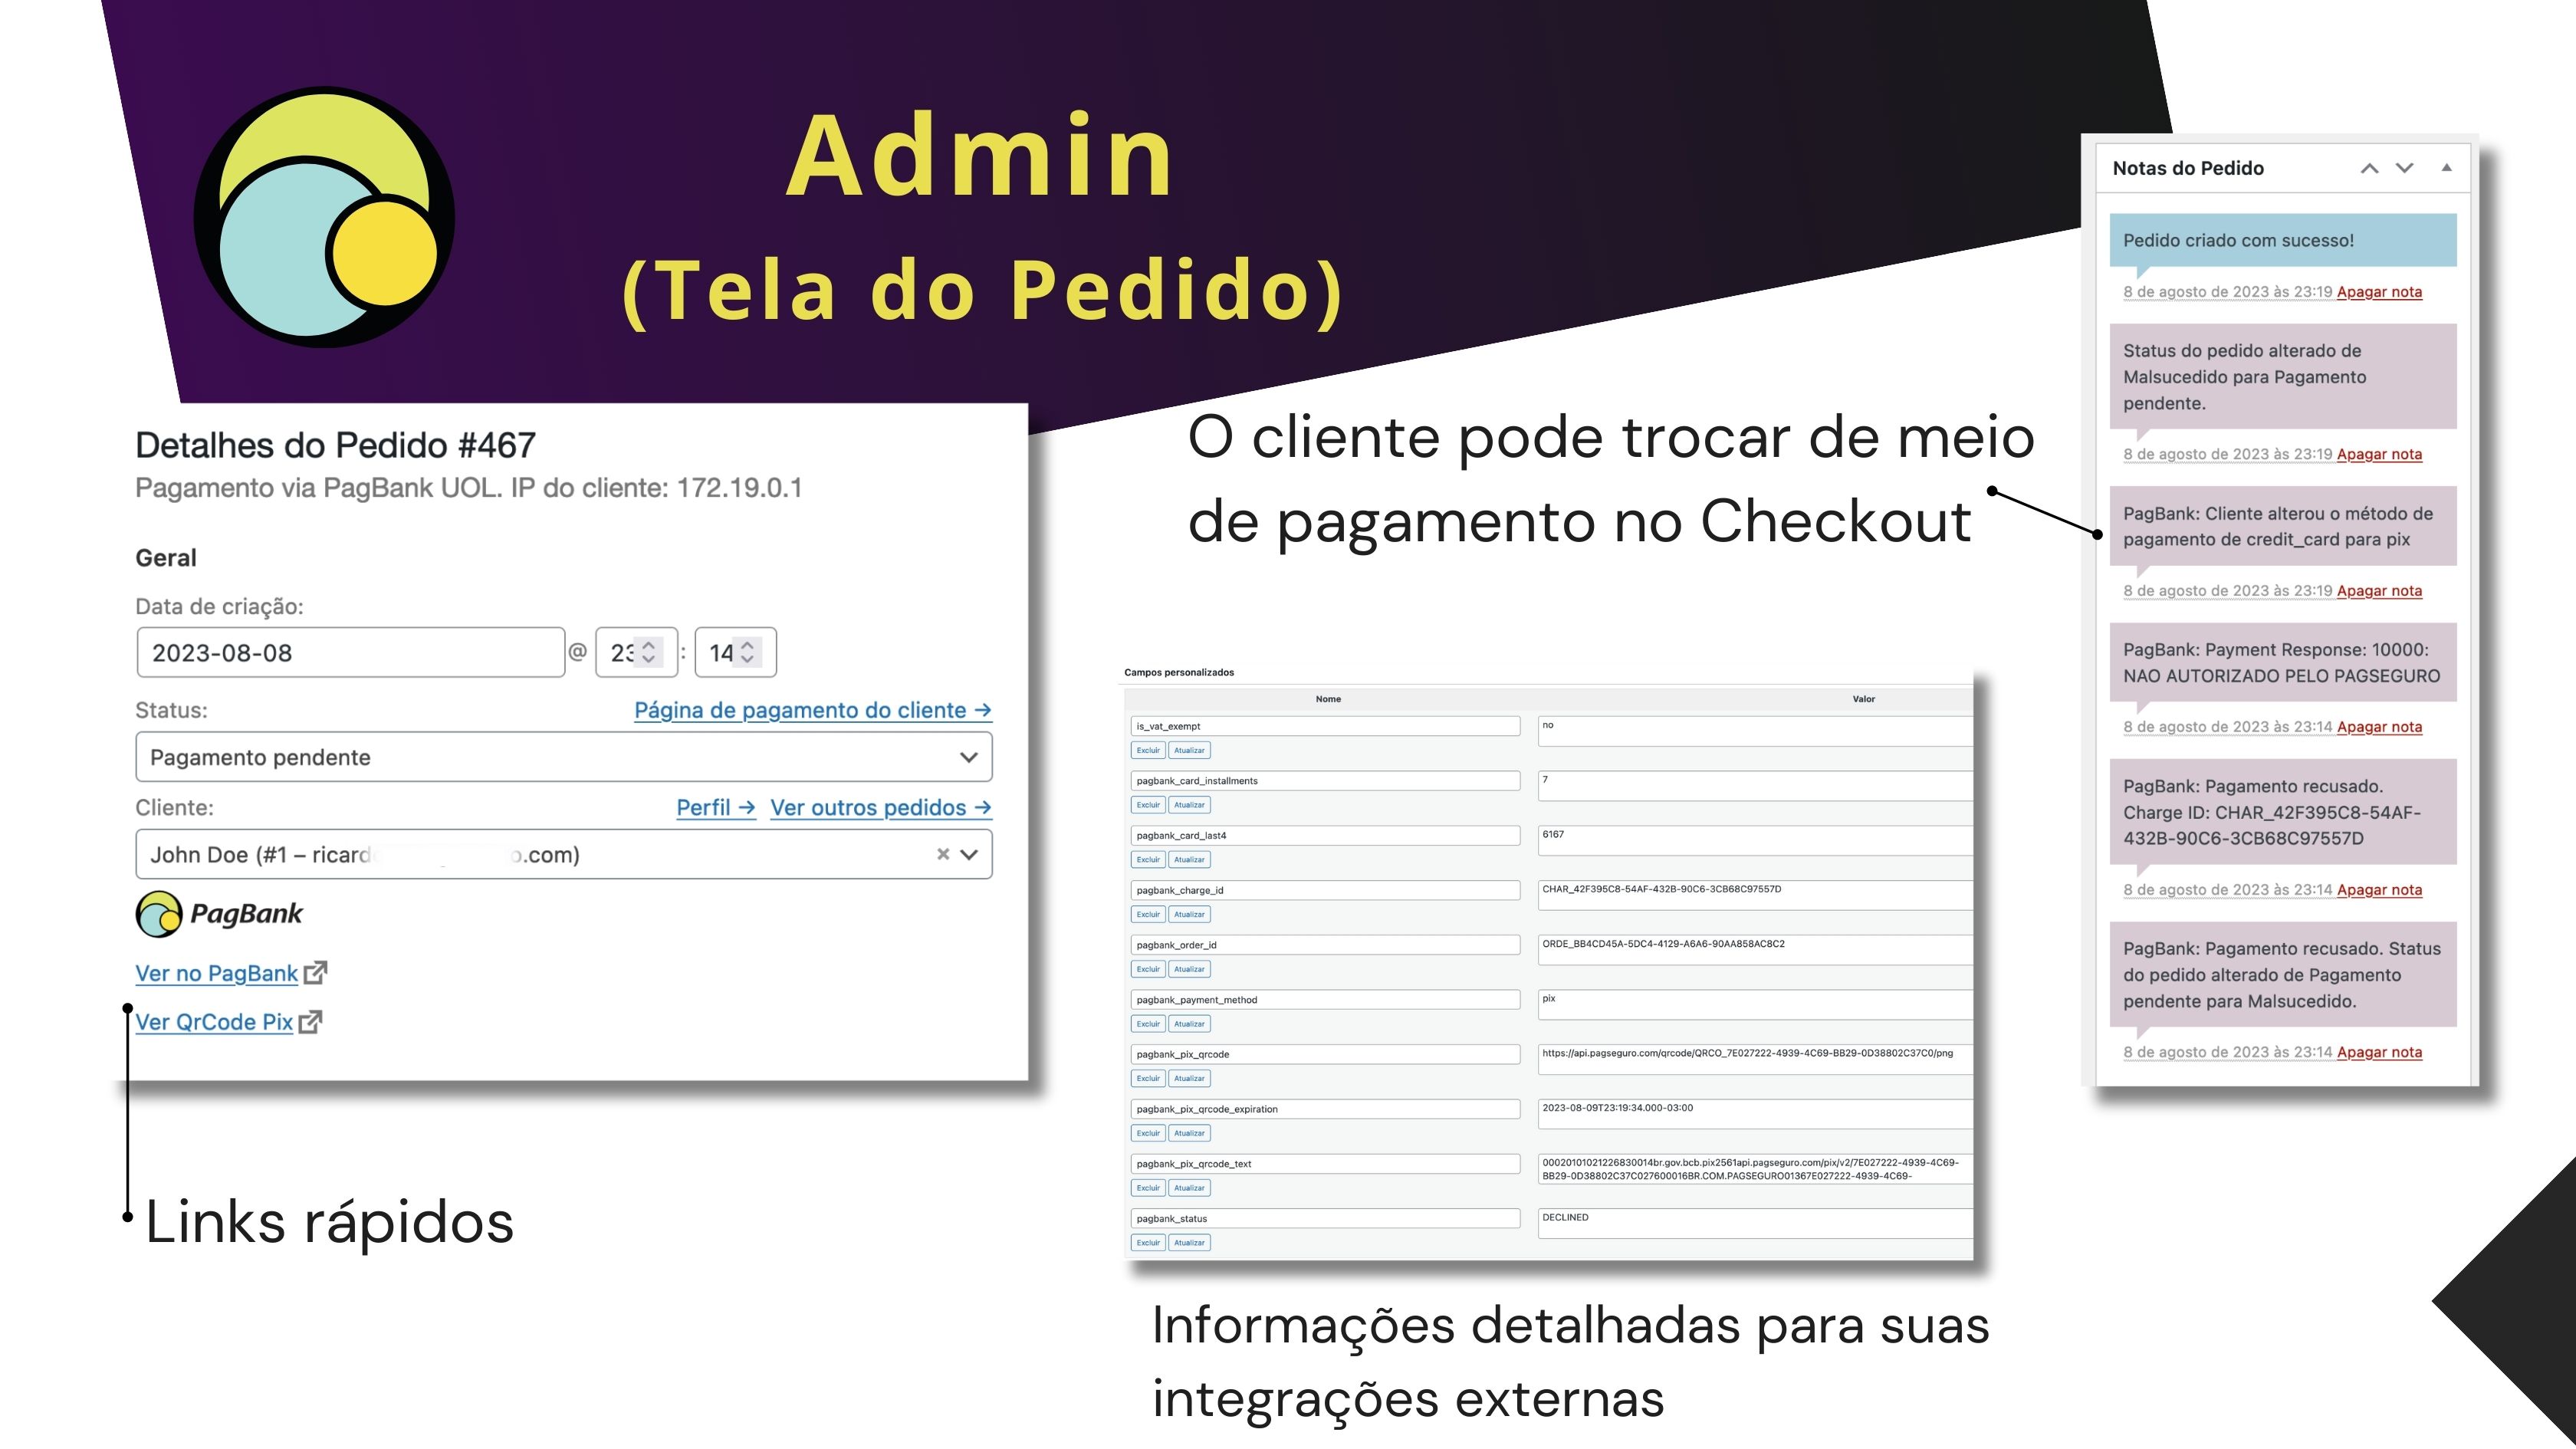 Admin
(Tela do Pedido)
Detalhes do Pedido #467
Pagamento via PagBank UOL. IP do cliente: 172.19.0.1
Geral
Data de criação:
2023-08-08 @ 23 : 14
Status: Página de pagamento do cliente →
Pagamento pendente
Cliente: Perfil → Ver outros pedidos →
John Doe (#1 – ricard .com) ×
PagBank
Ver no PagBank
Ver QrCode Pix
Links rápidos
O cliente pode trocar de meio
de pagamento no Checkout
Campos personalizados
Nome Valor
is_vat_exempt no
Excluir Atualizar
pagbank_card_installments 7
Excluir Atualizar
pagbank_card_last4 6167
Excluir Atualizar
pagbank_charge_id CHAR_42F395C8-54AF-432B-90C6-3CB68C97557D
Excluir Atualizar
pagbank_order_id ORDE_BB4CD45A-5DC4-4129-A6A6-90AA858AC8C2
Excluir Atualizar
pagbank_payment_method pix
Excluir Atualizar
pagbank_pix_qrcode https://api.pagseguro.com/qrcode/QRCO_7E027222-4939-4C69-BB29-0D38802C37C0/png
Excluir Atualizar
pagbank_pix_qrcode_expiration 2023-08-09T23:19:34.000-03:00
Excluir Atualizar
pagbank_pix_qrcode_text 00020101021226830014br.gov.bcb.pix2561api.pagseguro.com/pix/v2/7E027222-4939-4C69-
BB29-0D38802C37C027600016BR.COM.PAGSEGURO01367E027222-4939-4C69-
Excluir Atualizar
pagbank_status DECLINED
Excluir Atualizar
Informações detalhadas para suas
integrações externas
Notas do Pedido
Pedido criado com sucesso!
8 de agosto de 2023 às 23:19 Apagar nota
Status do pedido alterado de
Malsucedido para Pagamento
pendente.
8 de agosto de 2023 às 23:19 Apagar nota
PagBank: Cliente alterou o método de
pagamento de credit_card para pix
8 de agosto de 2023 às 23:19 Apagar nota
PagBank: Payment Response: 10000:
NAO AUTORIZADO PELO PAGSEGURO
8 de agosto de 2023 às 23:14 Apagar nota
PagBank: Pagamento recusado.
Charge ID: CHAR_42F395C8-54AF-
432B-90C6-3CB68C97557D
8 de agosto de 2023 às 23:14 Apagar nota
PagBank: Pagamento recusado. Status
do pedido alterado de Pagamento
pendente para Malsucedido.
8 de agosto de 2023 às 23:14 Apagar nota